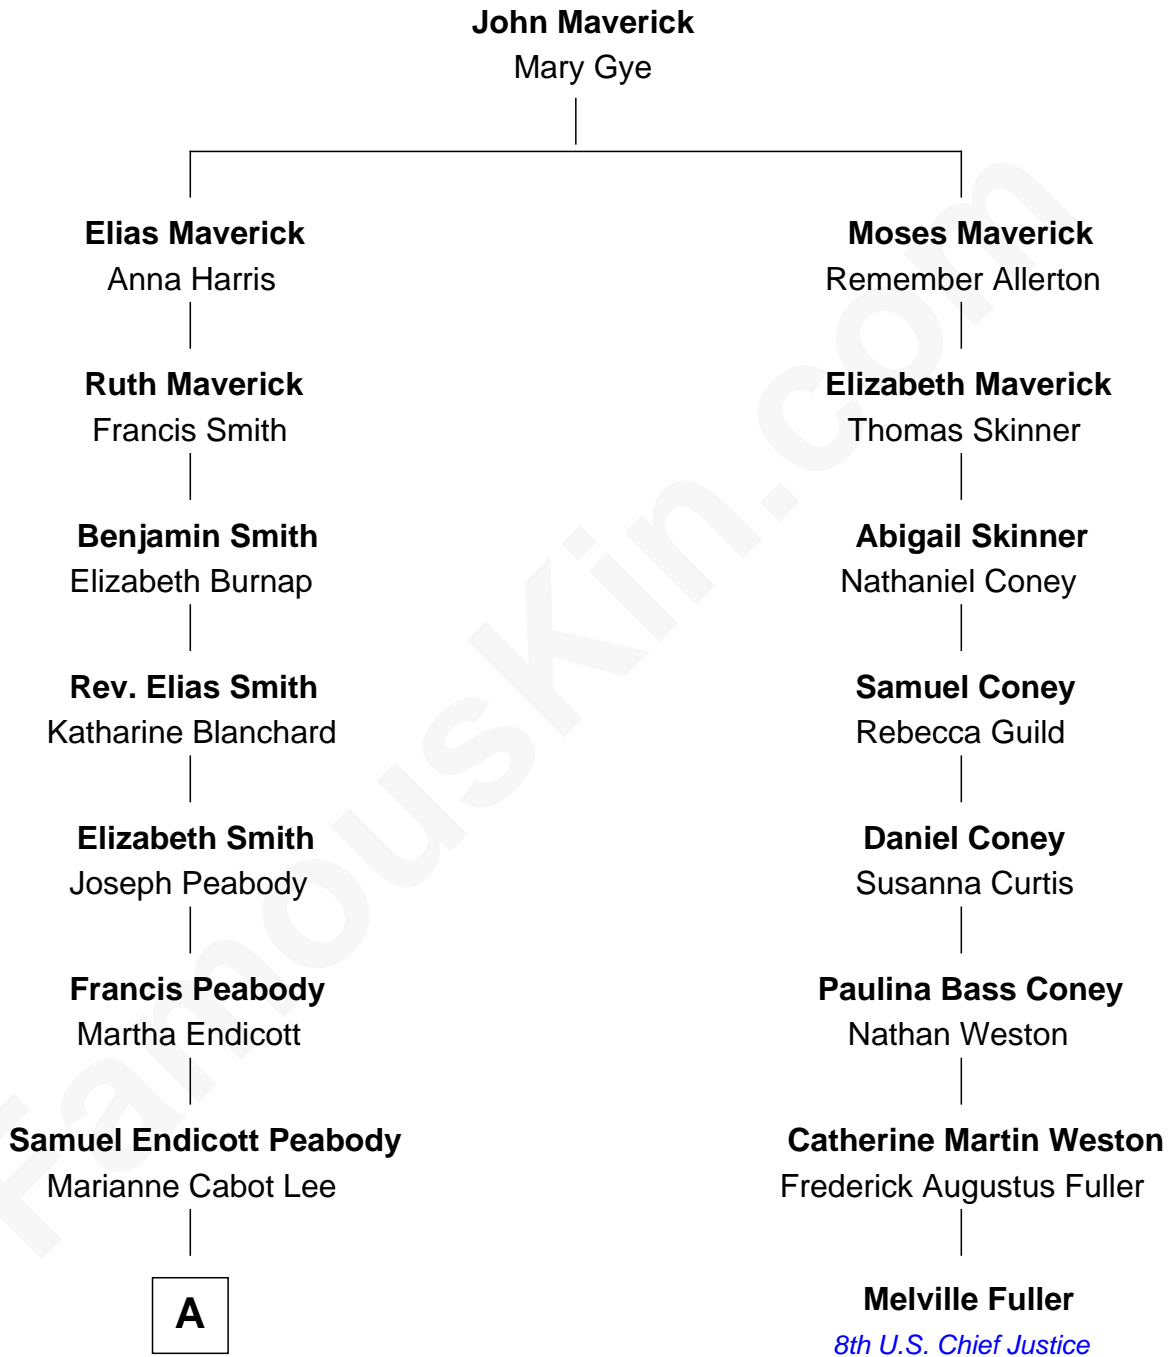 John Maverick
Mary Gye
Elias Maverick
Anna Harris
Moses Maverick
Remember Allerton
Ruth Maverick
Francis Smith
Elizabeth Maverick
Thomas Skinner
Benjamin Smith
Elizabeth Burnap
Abigail Skinner
Nathaniel Coney
Rev. Elias Smith
Katharine Blanchard
Samuel Coney
Rebecca Guild
Elizabeth Smith
Joseph Peabody
Daniel Coney
Susanna Curtis
Francis Peabody
Martha Endicott
Paulina Bass Coney
Nathan Weston
Samuel Endicott Peabody
Marianne Cabot Lee
Catherine Martin Weston
Frederick Augustus Fuller
A
Melville Fuller
8th U.S. Chief Justice
FamousKin.com